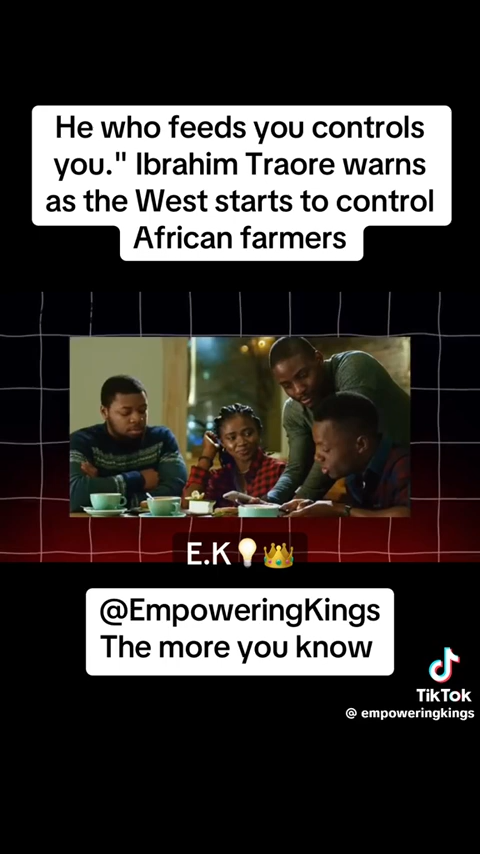 He who feeds you controls
you." Ibrahim Traore warns
as the West starts to control
African farmers
E.K💡👑
@EmpoweringKings
The more you know
TikTok
@ empoweringkings